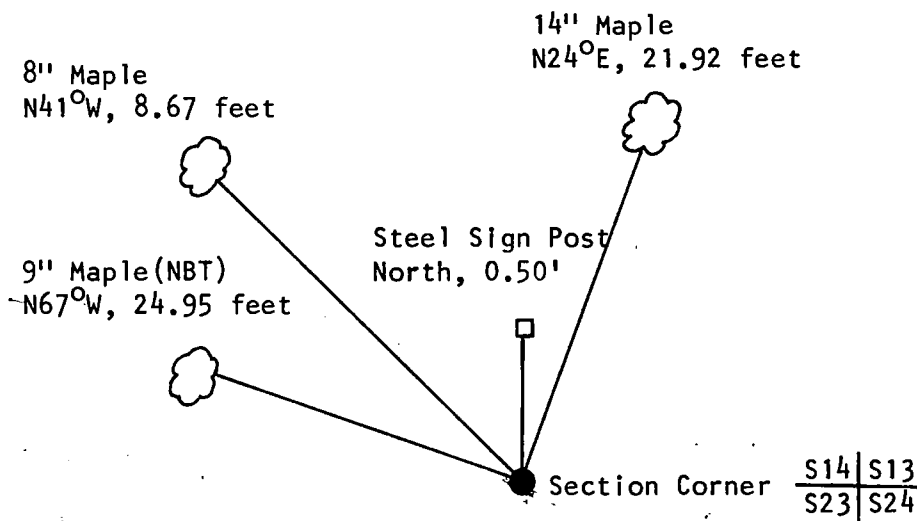 14" Maple
N24°E, 21.92 feet
8" Maple
N41°W, 8.67 feet
Steel Sign Post
North, 0.50'
9" Maple(NBT)
N67°W, 24.95 feet
Section Corner
S14 S13
S23 S24